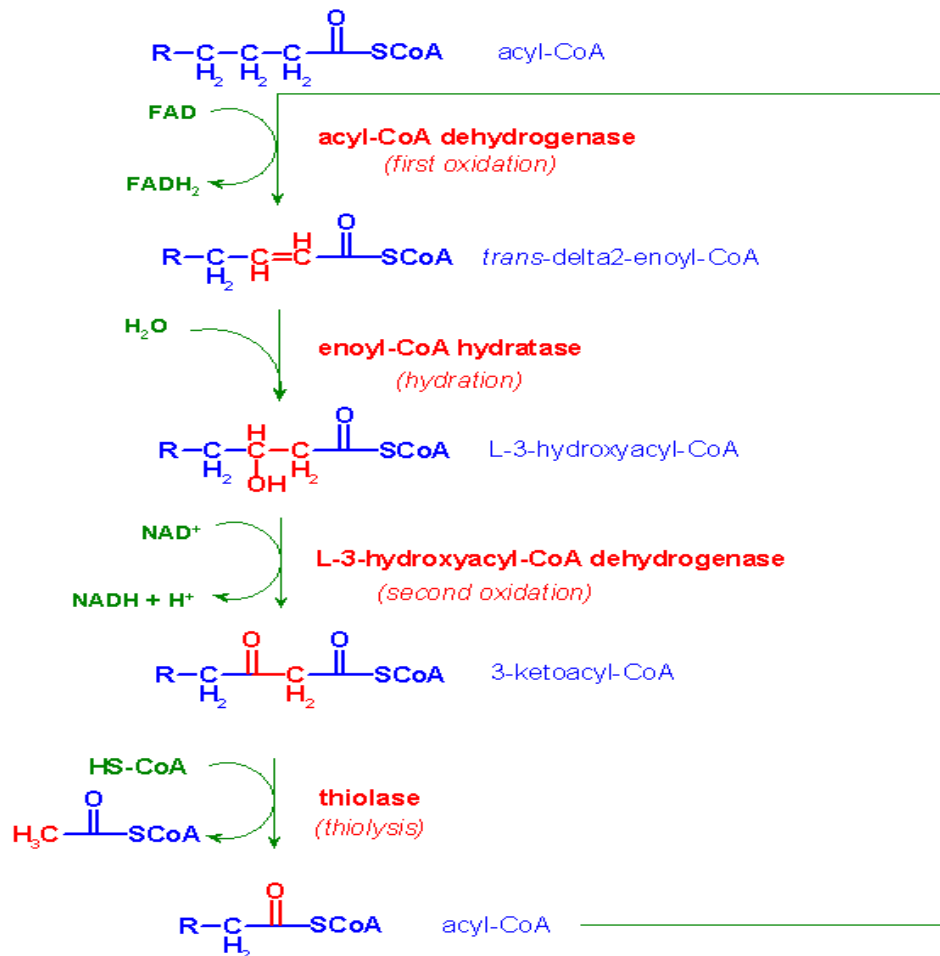 O
R–C–C–C–SCoA acyl-CoA
H₂ H₂ H₂
FAD
acyl-CoA dehydrogenase
(first oxidation)
FADH₂
H O
R–C–C=C–SCoA trans-delta2-enoyl-CoA
H₂ H
H₂O
enoyl-CoA hydratase
(hydration)
H O
R–C–C–C–SCoA L-3-hydroxyacyl-CoA
H₂ OH H₂
NAD⁺
L-3-hydroxyacyl-CoA dehydrogenase
(second oxidation)
NADH + H⁺
O O
R–C–C–SCoA 3-ketoacyl-CoA
H₂ H₂
HS-CoA
thiolase
(thiolysis)
O
H₃C–SCoA
O
R–C–SCoA acyl-CoA
H₂